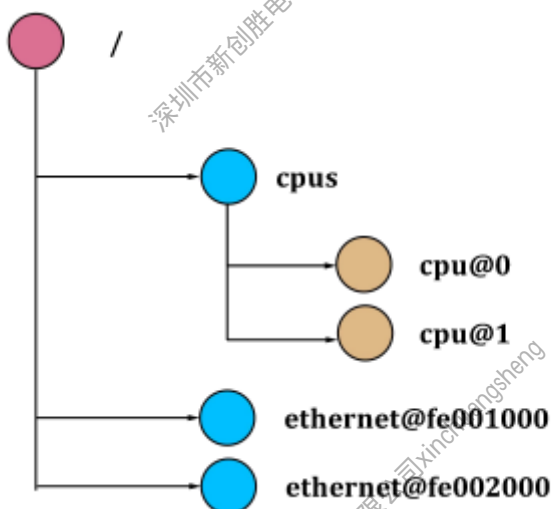 /
深圳市新创胜电
cpus
cpu@0
cpu@1
ethernet@fe001000
ethernet@fe002000